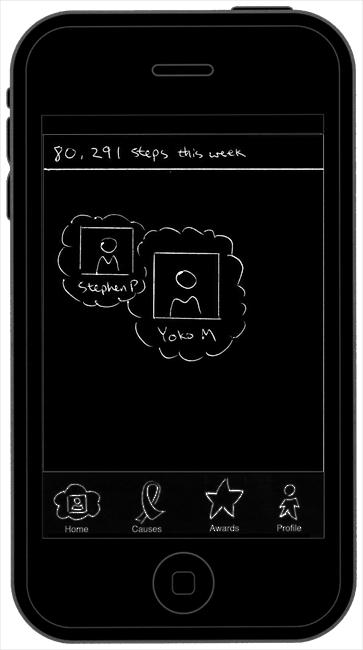 80,291 steps this week
Stephen P
Yoko M
Home Causes Awards Profile